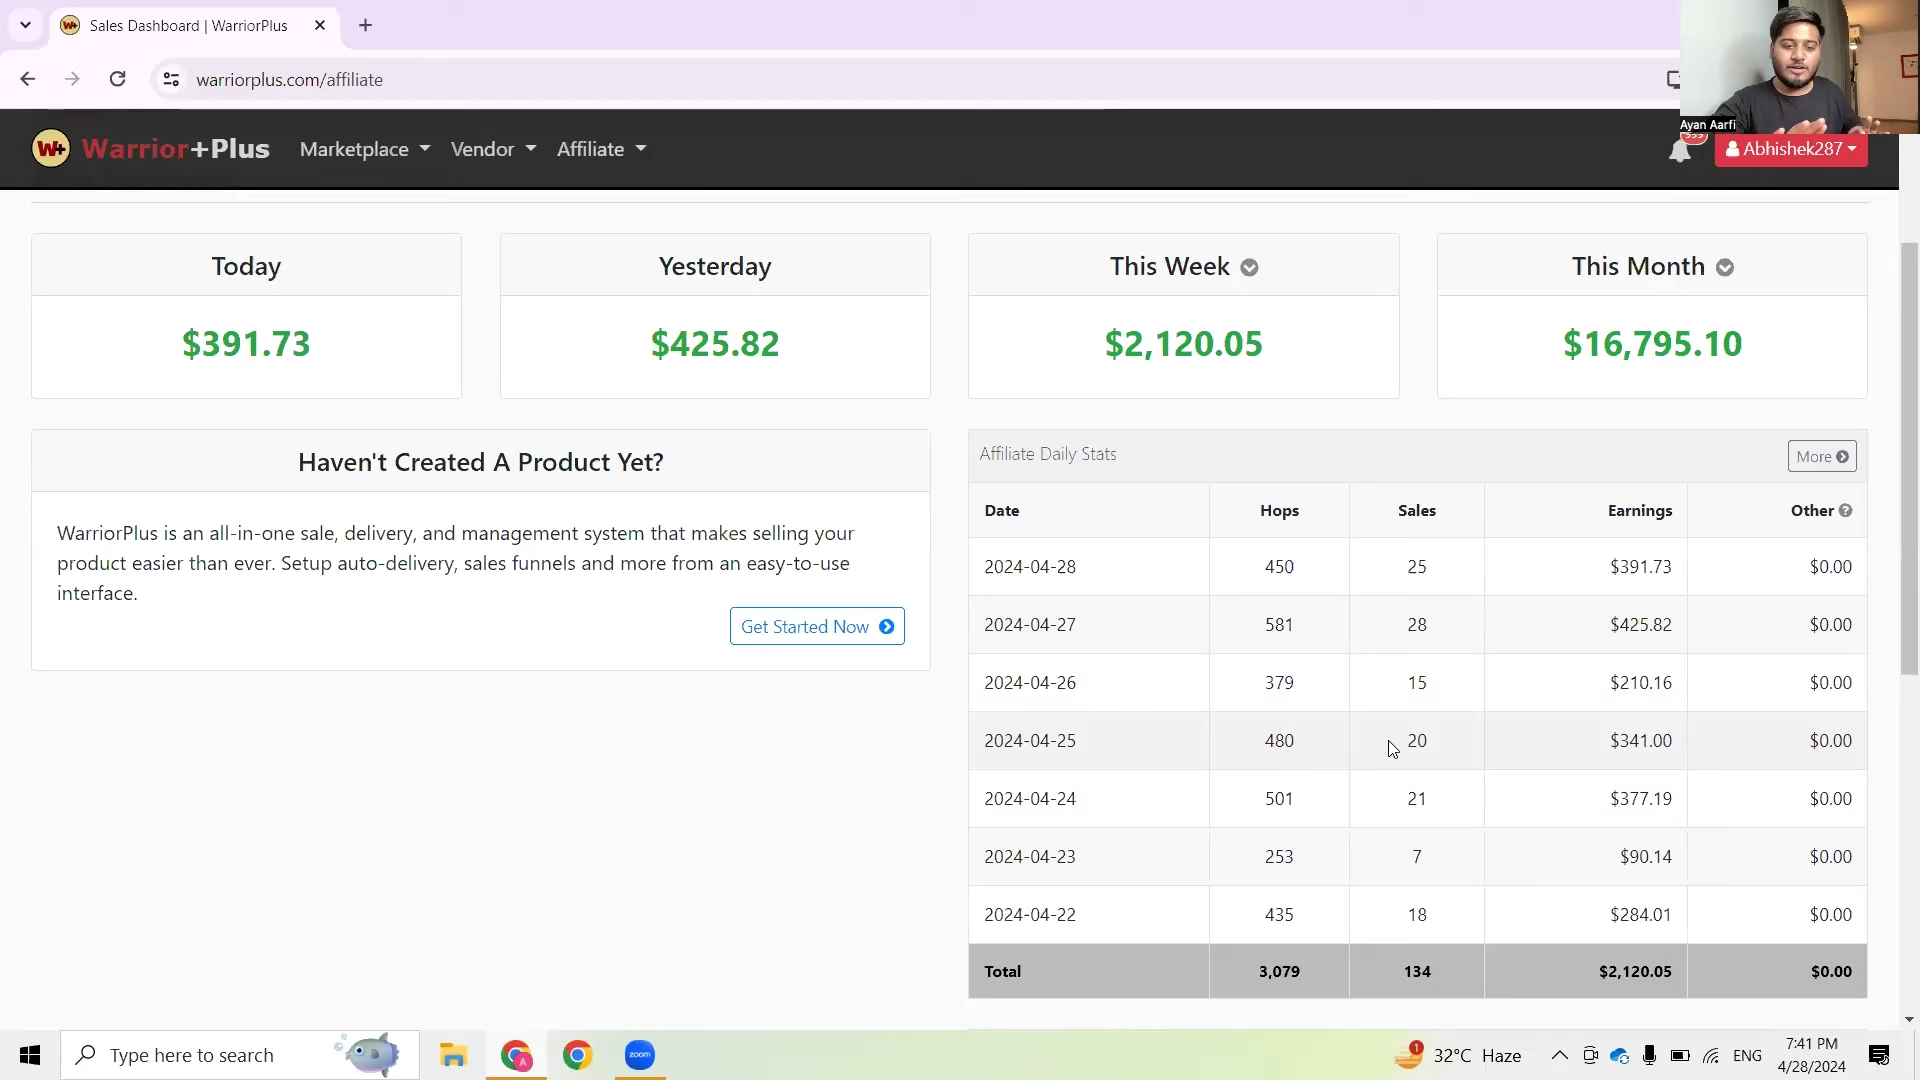 Sales Dashboard | WarriorPlus
warriorplus.com/affiliate
Ayan Aarfi
W+ Warrior+Plus Marketplace Vendor Affiliate Abhishek287
Today Yesterday This Week This Month
$391.73 $425.82 $2,120.05 $16,795.10
Haven't Created A Product Yet?
WarriorPlus is an all-in-one sale, delivery, and management system that makes selling your
product easier than ever. Setup auto-delivery, sales funnels and more from an easy-to-use
interface.
Get Started Now
Affiliate Daily Stats More
Date Hops Sales Earnings Other
2024-04-28 450 25 $391.73 $0.00
2024-04-27 581 28 $425.82 $0.00
2024-04-26 379 15 $210.16 $0.00
2024-04-25 480 20 $341.00 $0.00
2024-04-24 501 21 $377.19 $0.00
2024-04-23 253 7 $90.14 $0.00
2024-04-22 435 18 $284.01 $0.00
Total 3,079 134 $2,120.05 $0.00
Type here to search zoom 1 32°C Haze ENG 7:41 PM
4/28/2024